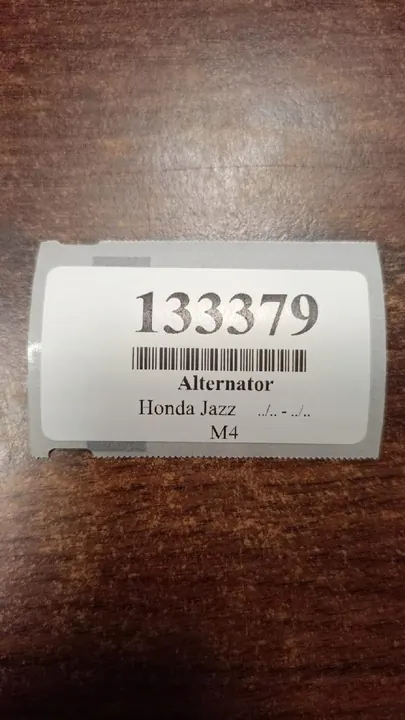 133379
Alternator
Honda Jazz ../.. - ../..
M4